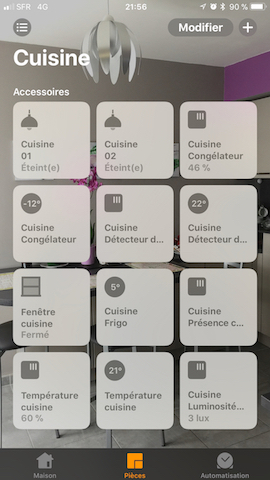 SFR 4G 21:56 90 %
Modifier
Cuisine
Accessoires
Cuisine
01
Éteint(e)
Cuisine
02
Éteint(e)
Cuisine
Congélateur
46 %
-12°
Cuisine
Congélateur
Cuisine
Détecteur d...
22°
Cuisine
Détecteur d...
Fenêtre
cuisine
Fermé
5°
Cuisine
Frigo
Cuisine
Présence c...
Température
cuisine
60 %
21°
Température
cuisine
Cuisine
Luminosité...
3 lux
Maison Pièces Automatisation